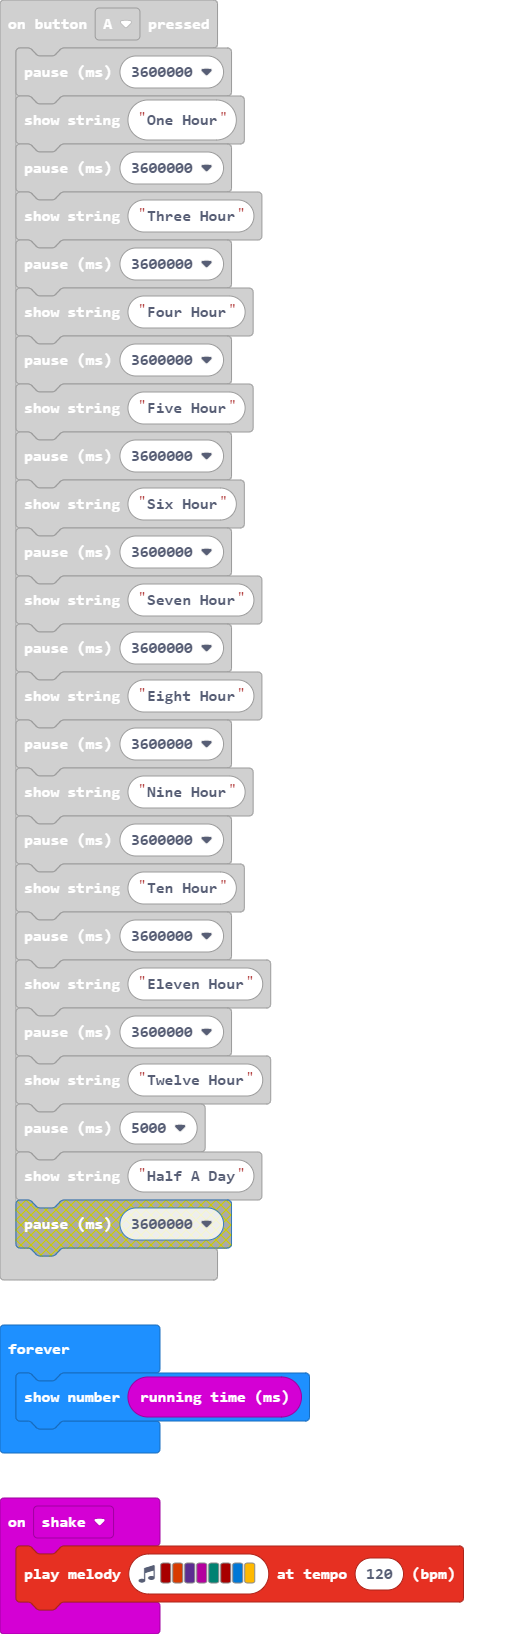 on button A pressed
pause (ms) 3600000
show string "One Hour"
pause (ms) 3600000
show string "Three Hour"
pause (ms) 3600000
show string "Four Hour"
pause (ms) 3600000
show string "Five Hour"
pause (ms) 3600000
show string "Six Hour"
pause (ms) 3600000
show string "Seven Hour"
pause (ms) 3600000
show string "Eight Hour"
pause (ms) 3600000
show string "Nine Hour"
pause (ms) 3600000
show string "Ten Hour"
pause (ms) 3600000
show string "Eleven Hour"
pause (ms) 3600000
show string "Twelve Hour"
pause (ms) 5000
show string "Half A Day"
pause (ms) 3600000
forever
show number running time (ms)
on shake
play melody at tempo 120 (bpm)